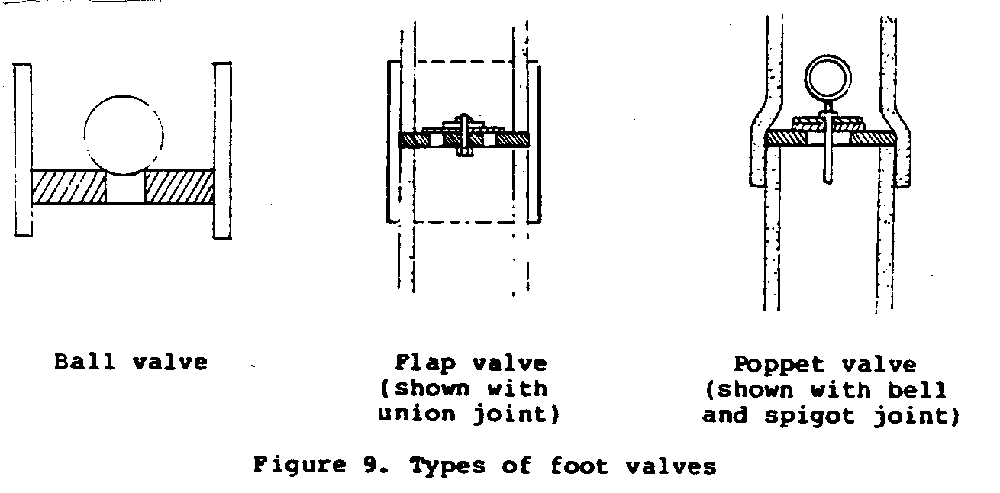 Ball valve
Flap valve
(shown with
union joint)
Poppet valve
(shown with bell
and spigot joint)
Figure 9. Types of foot valves